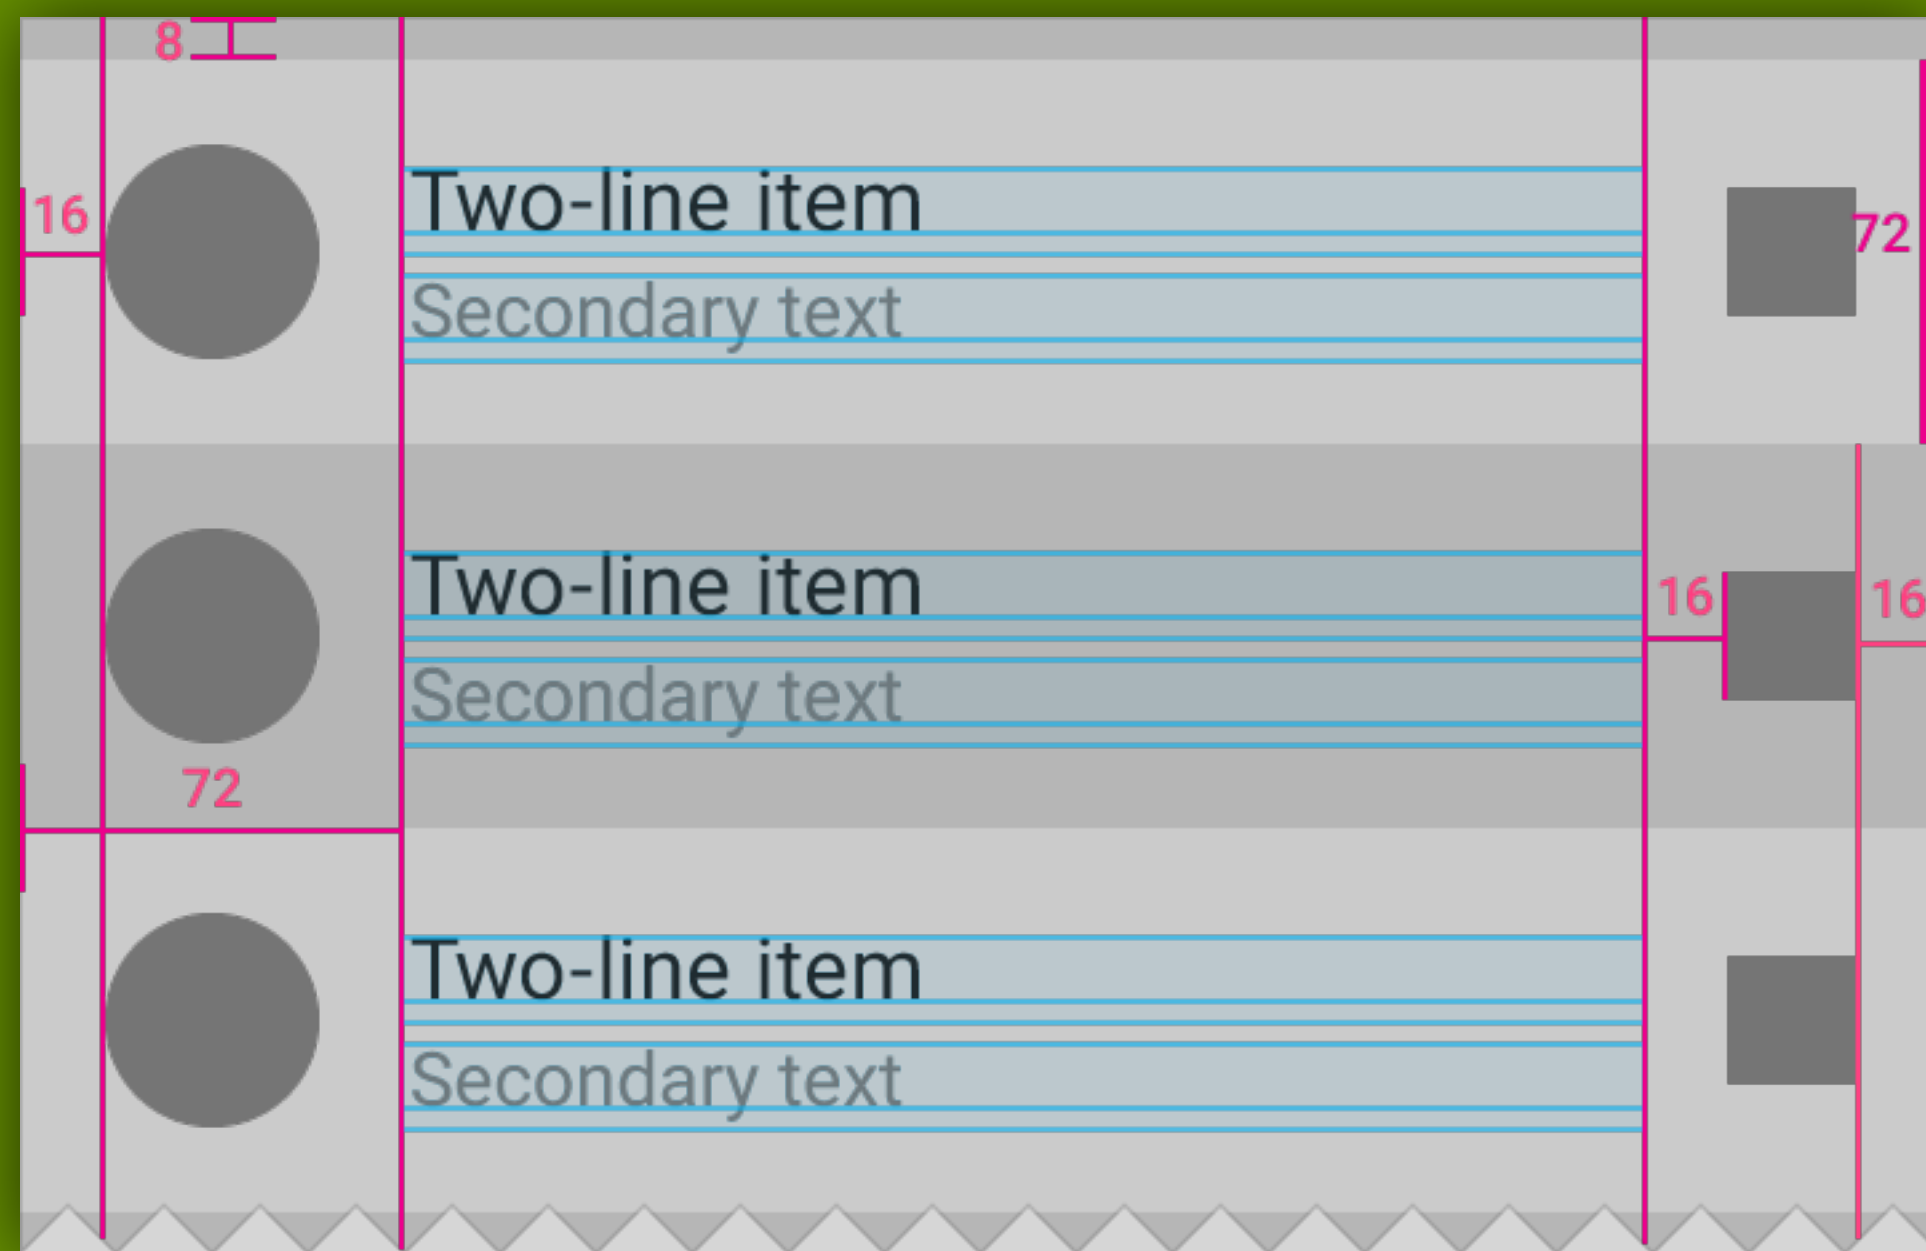 8
16
Two-line item
72
Secondary text
Two-line item
16
16
Secondary text
72
Two-line item
Secondary text